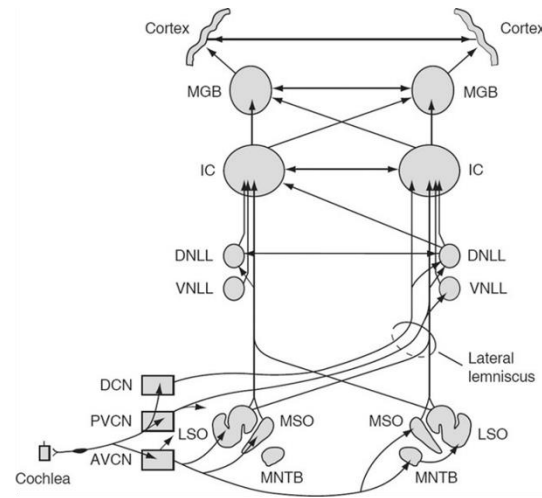 Cortex
Cortex
MGB
MGB
IC
IC
DNLL
DNLL
VNLL
VNLL
Lateral
lemniscus
DCN
PVCN
LSO
MSO
MSO
LSO
AVCN
Cochlea
MNTB
MNTB